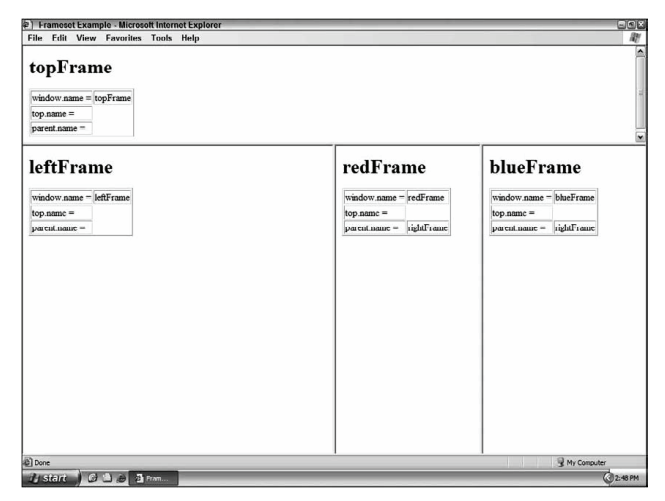 Frameset Example - Microsoft Internet Explorer
File Edit View Favorites Tools Help
topFrame
window.name = topFrame
top.name =
parent.name =
leftFrame
window.name = leftFrame
top.name =
parent.name =
redFrame
window.name = redFrame
top.name =
parent.name = rightFrame
blueFrame
window.name = blueFrame
top.name =
parent.name = rightFrame
Done
My Computer
start
Fram...
2:48 PM